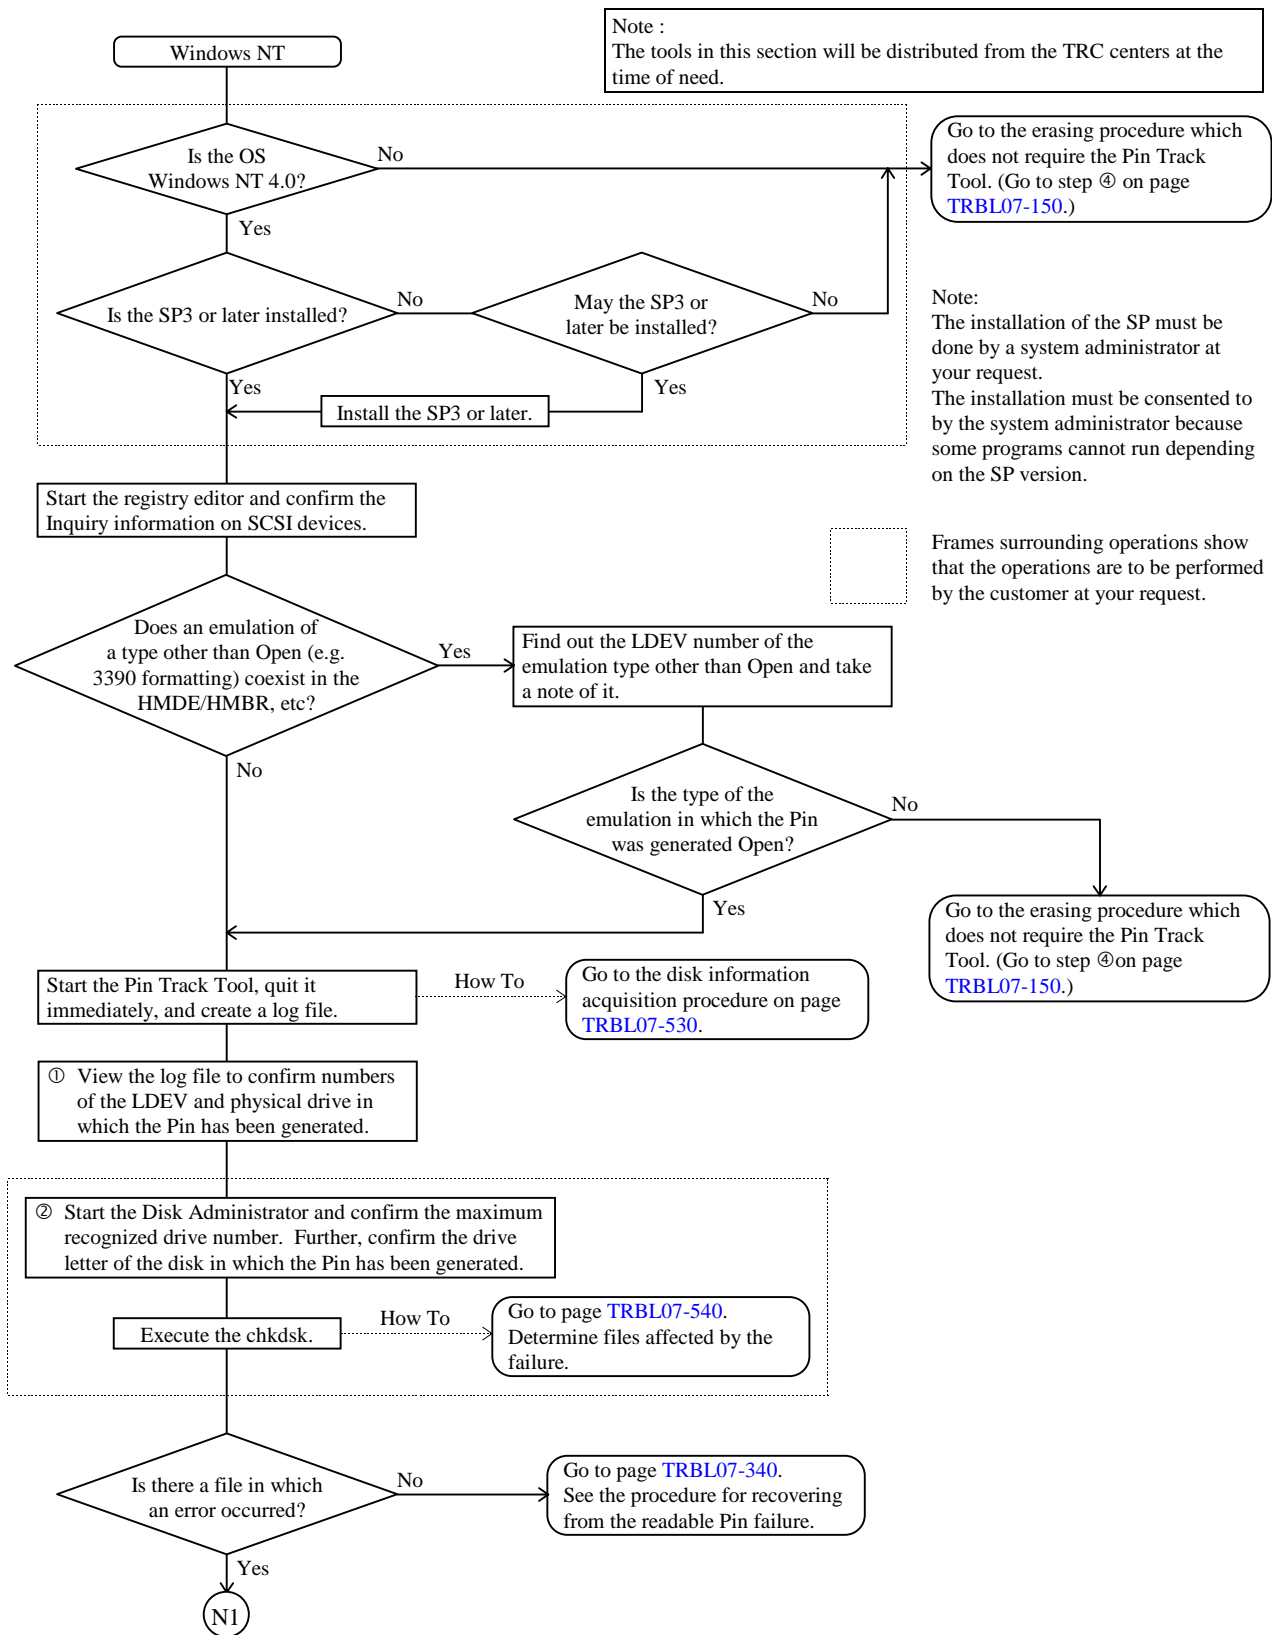 Note :
The tools in this section will be distributed from the TRC centers at the
time of need.
Windows NT
Is the OS
Windows NT 4.0?
No
Yes
Go to the erasing procedure which
does not require the Pin Track
Tool. (Go to step ④ on page
TRBL07-150.)
Is the SP3 or later installed?
No
May the SP3 or
later be installed?
No
Yes
Yes
Install the SP3 or later.
Note:
The installation of the SP must be
done by a system administrator at
your request.
The installation must be consented to
by the system administrator because
some programs cannot run depending
on the SP version.
Start the registry editor and confirm the
Inquiry information on SCSI devices.
Frames surrounding operations show
that the operations are to be performed
by the customer at your request.
Does an emulation of
a type other than Open (e.g.
3390 formatting) coexist in the
HMDE/HMBR, etc?
Yes
No
Find out the LDEV number of the
emulation type other than Open and take
a note of it.
Is the type of the
emulation in which the Pin
was generated Open?
No
Yes
Go to the erasing procedure which
does not require the Pin Track
Tool. (Go to step ④on page
TRBL07-150.)
Start the Pin Track Tool, quit it
immediately, and create a log file.
How To
Go to the disk information
acquisition procedure on page
TRBL07-530.
① View the log file to confirm numbers
of the LDEV and physical drive in
which the Pin has been generated.
② Start the Disk Administrator and confirm the maximum
recognized drive number.  Further, confirm the drive
letter of the disk in which the Pin has been generated.
Execute the chkdsk.
How To
Go to page TRBL07-540.
Determine files affected by the
failure.
Is there a file in which
an error occurred?
No
Go to page TRBL07-340.
See the procedure for recovering
from the readable Pin failure.
Yes
N1